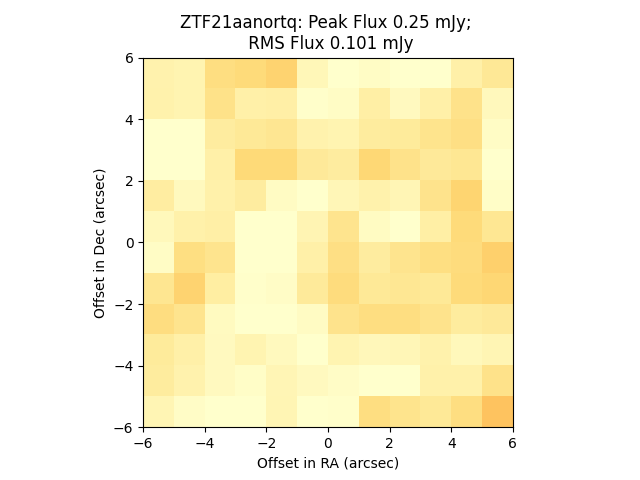 ZTF21aanortq: Peak Flux 0.25 mJy;
RMS Flux 0.101 mJy
6
4
2
0
−2
−4
−6
Offset in Dec (arcsec)
−6 −4 −2 0 2 4 6
Offset in RA (arcsec)